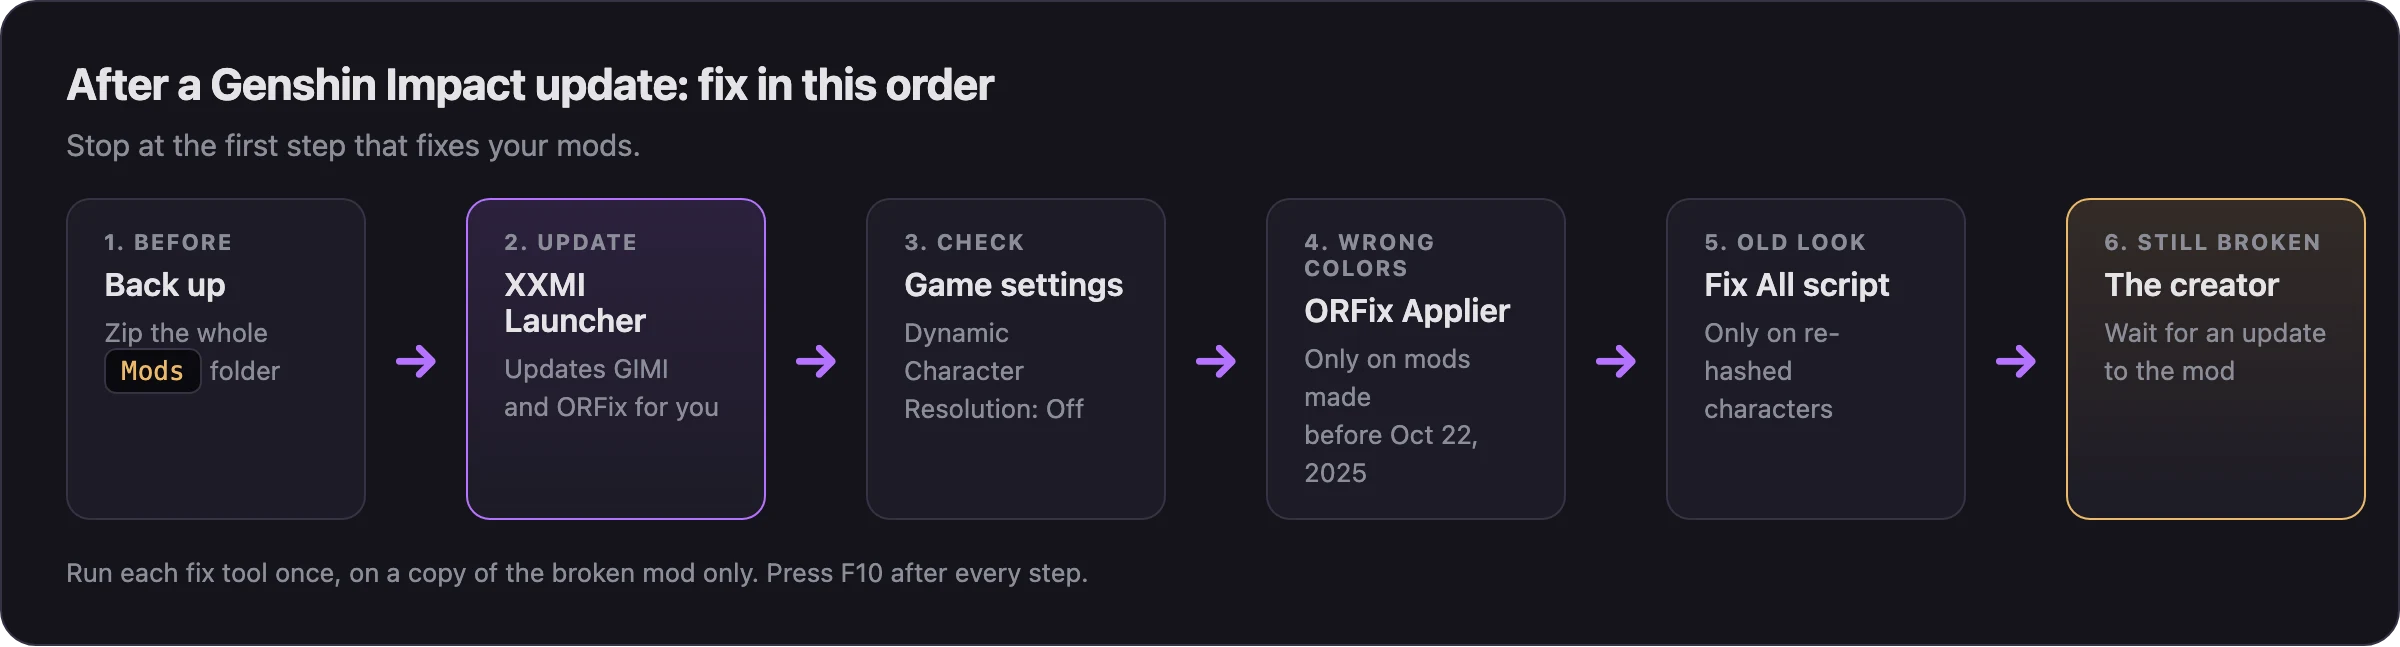 After a Genshin Impact update: fix in this order
Stop at the first step that fixes your mods.
1. BEFORE
Back up
Zip the whole
Mods folder
2. UPDATE
XXMI
Launcher
Updates GIMI
and ORFix for you
3. CHECK
Game settings
Dynamic
Character
Resolution: Off
4. WRONG
COLORS
ORFix Applier
Only on mods
made
before Oct 22,
2025
5. OLD LOOK
Fix All script
Only on re-
hashed
characters
6. STILL BROKEN
The creator
Wait for an update
to the mod
Run each fix tool once, on a copy of the broken mod only. Press F10 after every step.